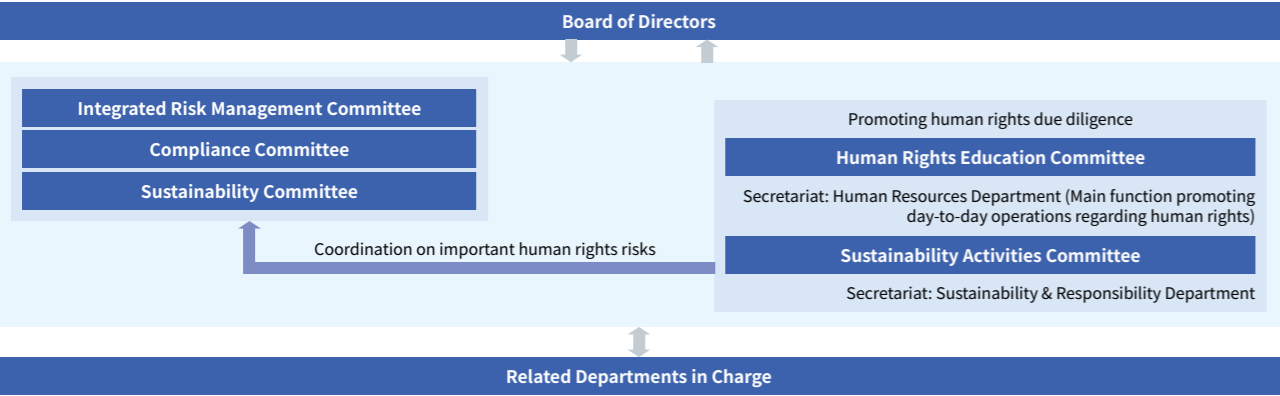 Board of Directors
Integrated Risk Management Committee
Compliance Committee
Sustainability Committee
Coordination on important human rights risks
Promoting human rights due diligence
Human Rights Education Committee
Secretariat: Human Resources Department (Main function promoting
day-to-day operations regarding human rights)
Sustainability Activities Committee
Secretariat: Sustainability & Responsibility Department
Related Departments in Charge